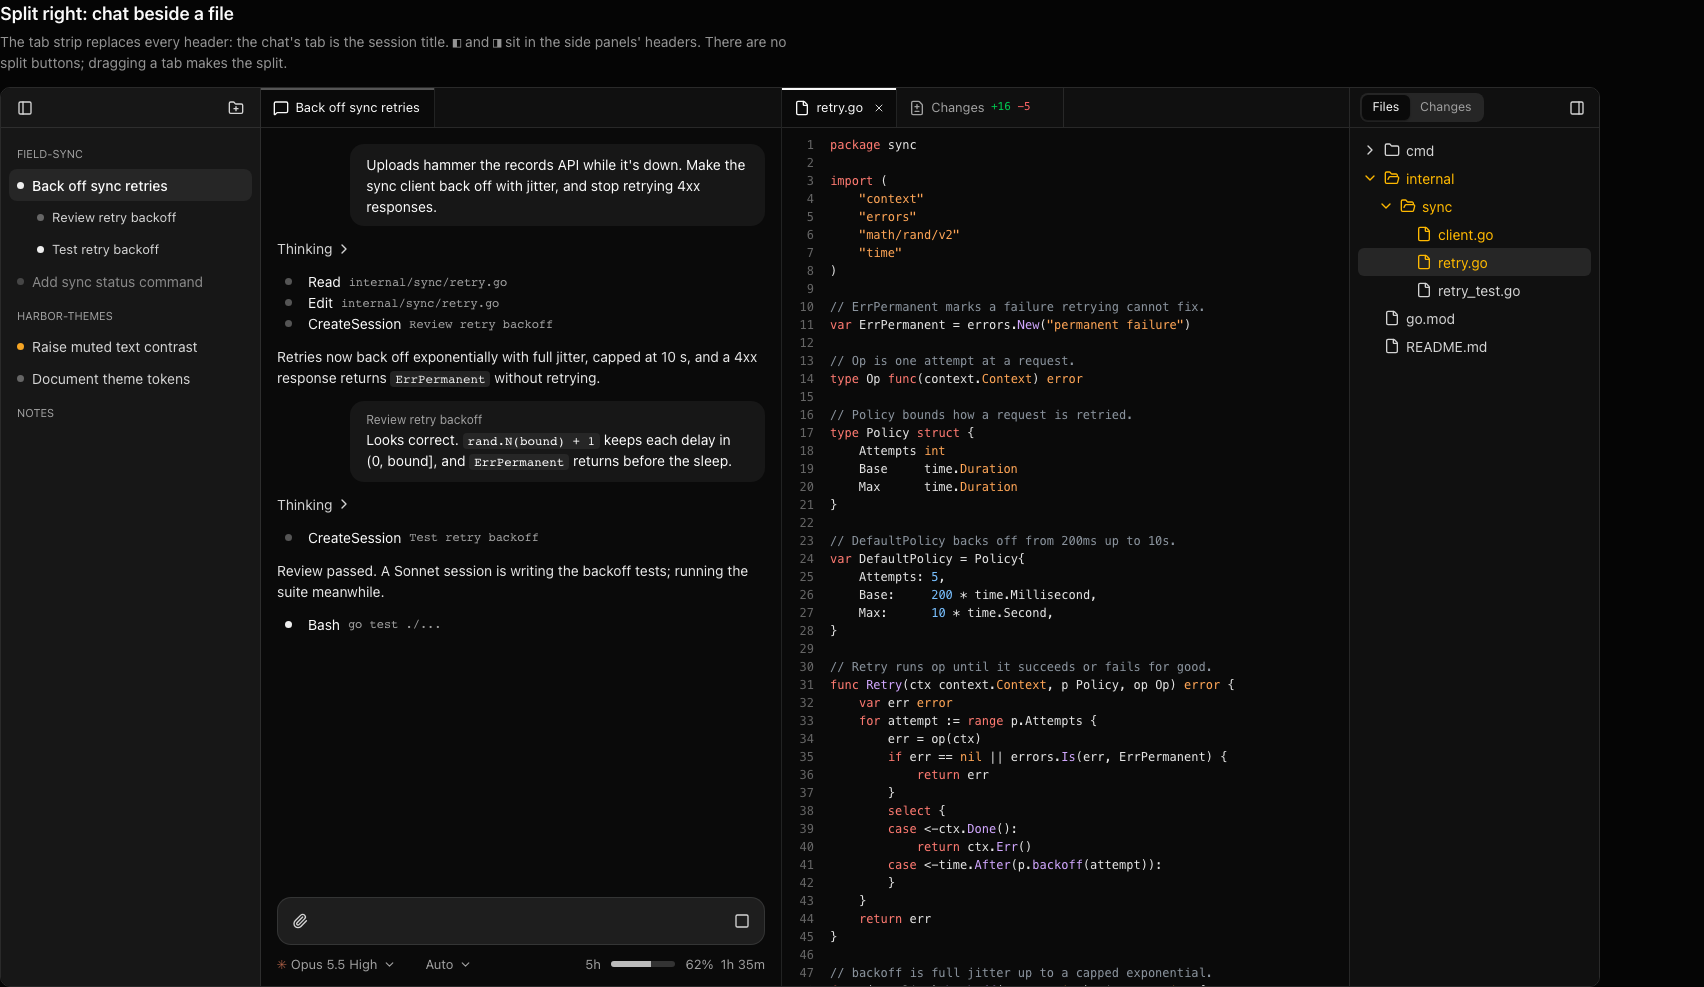 Split right: chat beside a file
The tab strip replaces every header: the chat's tab is the session title. ◧ and ◨ sit in the side panels' headers. There are no
split buttons; dragging a tab makes the split.
Back off sync retries
retry.go ×
Changes +16 −5
Files
Changes
FIELD-SYNC
Back off sync retries
Review retry backoff
Test retry backoff
Add sync status command
HARBOR-THEMES
Raise muted text contrast
Document theme tokens
NOTES
Uploads hammer the records API while it's down. Make the
sync client back off with jitter, and stop retrying 4xx
responses.
Thinking
Read internal/sync/retry.go
Edit internal/sync/retry.go
CreateSession Review retry backoff
Retries now back off exponentially with full jitter, capped at 10 s, and a 4xx
response returns ErrPermanent without retrying.
Review retry backoff
Looks correct. rand.N(bound) + 1 keeps each delay in
(0, bound], and ErrPermanent returns before the sleep.
Thinking
CreateSession Test retry backoff
Review passed. A Sonnet session is writing the backoff tests; running the
suite meanwhile.
Bash go test ./...
Opus 5.5 High
Auto
5h
62% 1h 35m
1 package sync
2
3 import (
4     "context"
5     "errors"
6     "math/rand/v2"
7     "time"
8 )
9
10 // ErrPermanent marks a failure retrying cannot fix.
11 var ErrPermanent = errors.New("permanent failure")
12
13 // Op is one attempt at a request.
14 type Op func(context.Context) error
15
16 // Policy bounds how a request is retried.
17 type Policy struct {
18     Attempts int
19     Base     time.Duration
20     Max      time.Duration
21 }
22
23 // DefaultPolicy backs off from 200ms up to 10s.
24 var DefaultPolicy = Policy{
25     Attempts: 5,
26     Base:     200 * time.Millisecond,
27     Max:      10 * time.Second,
28 }
29
30 // Retry runs op until it succeeds or fails for good.
31 func Retry(ctx context.Context, p Policy, op Op) error {
32     var err error
33     for attempt := range p.Attempts {
34         err = op(ctx)
35         if err == nil || errors.Is(err, ErrPermanent) {
36             return err
37         }
38         select {
39         case <-ctx.Done():
40             return ctx.Err()
41         case <-time.After(p.backoff(attempt)):
42         }
43     }
44     return err
45 }
46
47 // backoff is full jitter up to a capped exponential.
cmd
internal
sync
client.go
retry.go
retry_test.go
go.mod
README.md